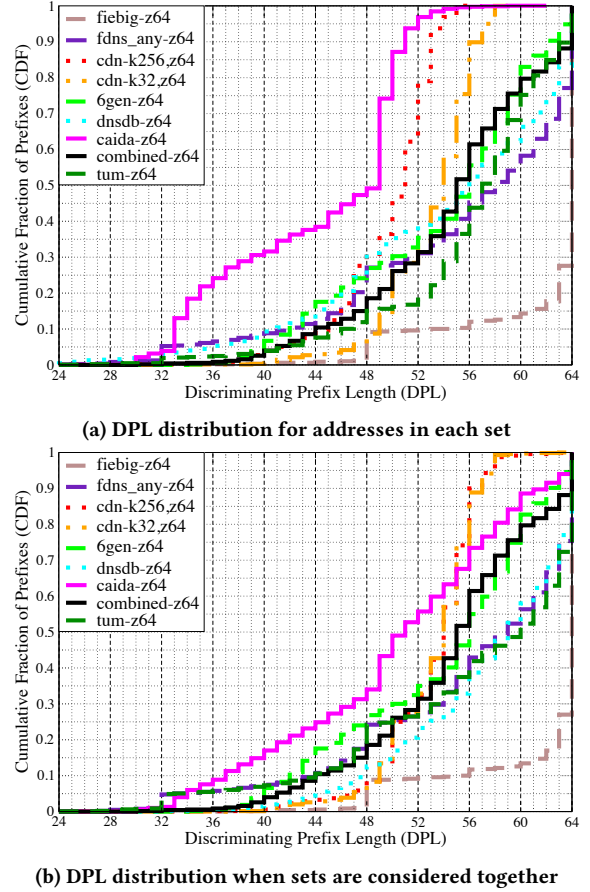 1
0.9
0.8
0.7
0.6
0.5
0.4
0.3
0.2
0.1
0
Cumulative Fraction of Prefixes (CDF)
fiebig-z64
fdns_any-z64
cdn-k256,z64
cdn-k32,z64
6gen-z64
dnsdb-z64
caida-z64
combined-z64
tum-z64
24 28 32 36 40 44 48 52 56 60 64
Discriminating Prefix Length (DPL)
(a) DPL distribution for addresses in each set
1
0.9
0.8
0.7
0.6
0.5
0.4
0.3
0.2
0.1
0
Cumulative Fraction of Prefixes (CDF)
fiebig-z64
fdns_any-z64
cdn-k256,z64
cdn-k32,z64
6gen-z64
dnsdb-z64
caida-z64
combined-z64
tum-z64
24 28 32 36 40 44 48 52 56 60 64
Discriminating Prefix Length (DPL)
(b) DPL distribution when sets are considered together